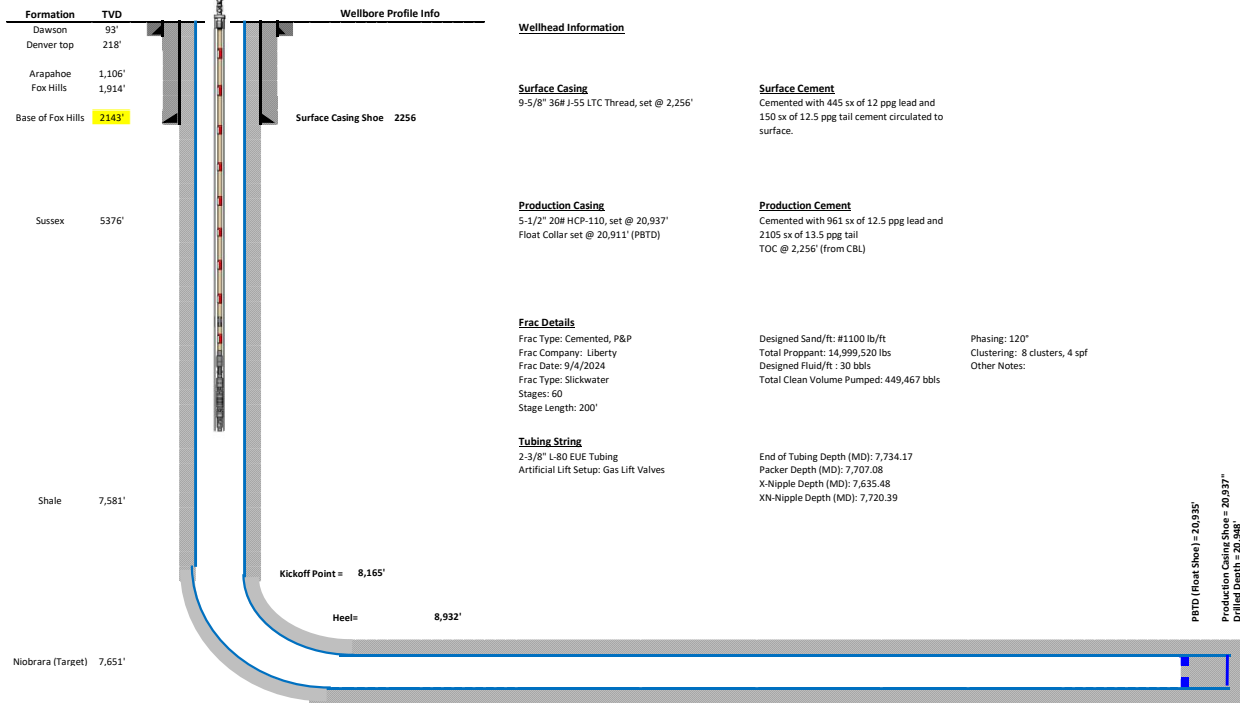 Formation TVD
Wellbore Profile Info
Dawson 93'
Denver top 218'
Arapahoe 1,106'
Fox Hills 1,914'
Base of Fox Hills 2143'
Surface Casing Shoe 2256
Sussex 5376'
Shale 7,581'
Kickoff Point = 8,165'
Heel= 8,932'
Niobrara (Target) 7,651'
Wellhead Information
Surface Casing
9-5/8" 36# J-55 LTC Thread, set @ 2,256'
Surface Cement
Cemented with 445 sx of 12 ppg lead and
150 sx of 12.5 ppg tail cement circulated to
surface.
Production Casing
5-1/2" 20# HCP-110, set @ 20,937'
Float Collar set @ 20,911' (PBTD)
Production Cement
Cemented with 961 sx of 12.5 ppg lead and
2105 sx of 13.5 ppg tail
TOC @ 2,256' (from CBL)
Frac Details
Frac Type: Cemented, P&P
Frac Company: Liberty
Frac Date: 9/4/2024
Frac Type: Slickwater
Stages: 60
Stage Length: 200'
Designed Sand/ft: #1100 lb/ft
Total Proppant: 14,999,520 lbs
Designed Fluid/ft : 30 bbls
Total Clean Volume Pumped: 449,467 bbls
Phasing: 120°
Clustering: 8 clusters, 4 spf
Other Notes:
Tubing String
2-3/8" L-80 EUE Tubing
Artificial Lift Setup: Gas Lift Valves
End of Tubing Depth (MD): 7,734.17
Packer Depth (MD): 7,707.08
X-Nipple Depth (MD): 7,635.48
XN-Nipple Depth (MD): 7,720.39
PBTD (Float Shoe) = 20,935'
Production Casing Shoe = 20,937"
Drilled Depth = 20,948'